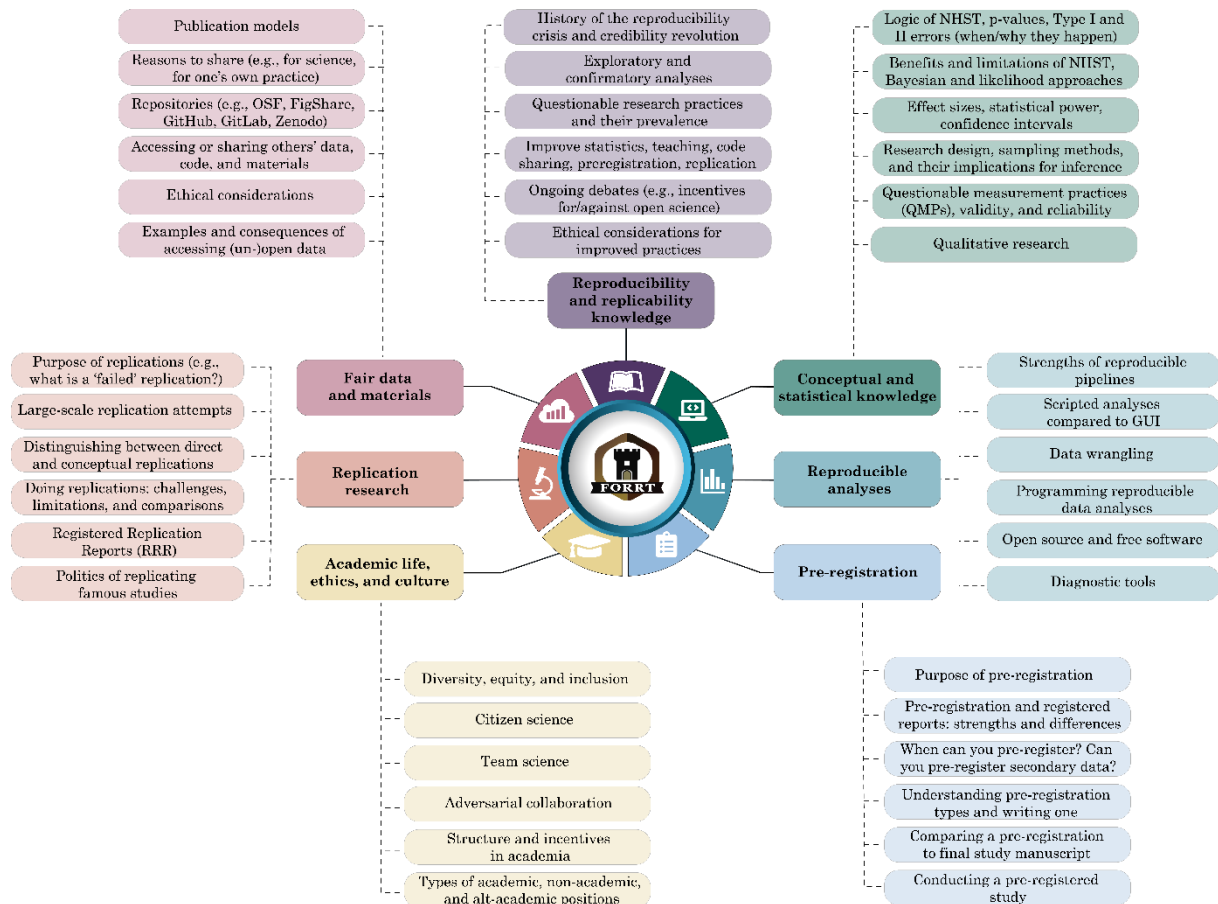 Publication models
Reasons to share (e.g., for science,
for one's own practice)
Repositories (e.g., OSF, FigShare,
GitHub, GitLab, Zenodo)
Accessing or sharing others' data,
code, and materials
Ethical considerations
Examples and consequences of
accessing (un-)open data
Fair data
and materials
History of the reproducibility
crisis and credibility revolution
Exploratory and
confirmatory analyses
Questionable research practices
and their prevalence
Improve statistics, teaching, code
sharing, preregistration, replication
Ongoing debates (e.g., incentives
for/against open science)
Ethical considerations for
improved practices
Reproducibility
and replicability
knowledge
Logic of NHST, p-values, Type I and
II errors (when/why they happen)
Benefits and limitations of NHST,
Bayesian and likelihood approaches
Effect sizes, statistical power,
confidence intervals
Research design, sampling methods,
and their implications for inference
Questionable measurement practices
(QMPs), validity, and reliability
Qualitative research
Conceptual and
statistical knowledge
Purpose of replications (e.g.,
what is a 'failed' replication?)
Large-scale replication attempts
Distinguishing between direct
and conceptual replications
Doing replications: challenges,
limitations, and comparisons
Registered Replication
Reports (RRR)
Politics of replicating
famous studies
Replication
research
FORRT
Reproducible
analyses
Strengths of reproducible
pipelines
Scripted analyses
compared to GUI
Data wrangling
Programming reproducible
data analyses
Open source and free software
Diagnostic tools
Academic life,
ethics, and culture
Diversity, equity, and inclusion
Citizen science
Team science
Adversarial collaboration
Structure and incentives
in academia
Types of academic, non-academic,
and alt-academic positions
Pre-registration
Purpose of pre-registration
Pre-registration and registered
reports: strengths and differences
When can you pre-register? Can
you pre-register secondary data?
Understanding pre-registration
types and writing one
Comparing a pre-registration
to final study manuscript
Conducting a pre-registered
study